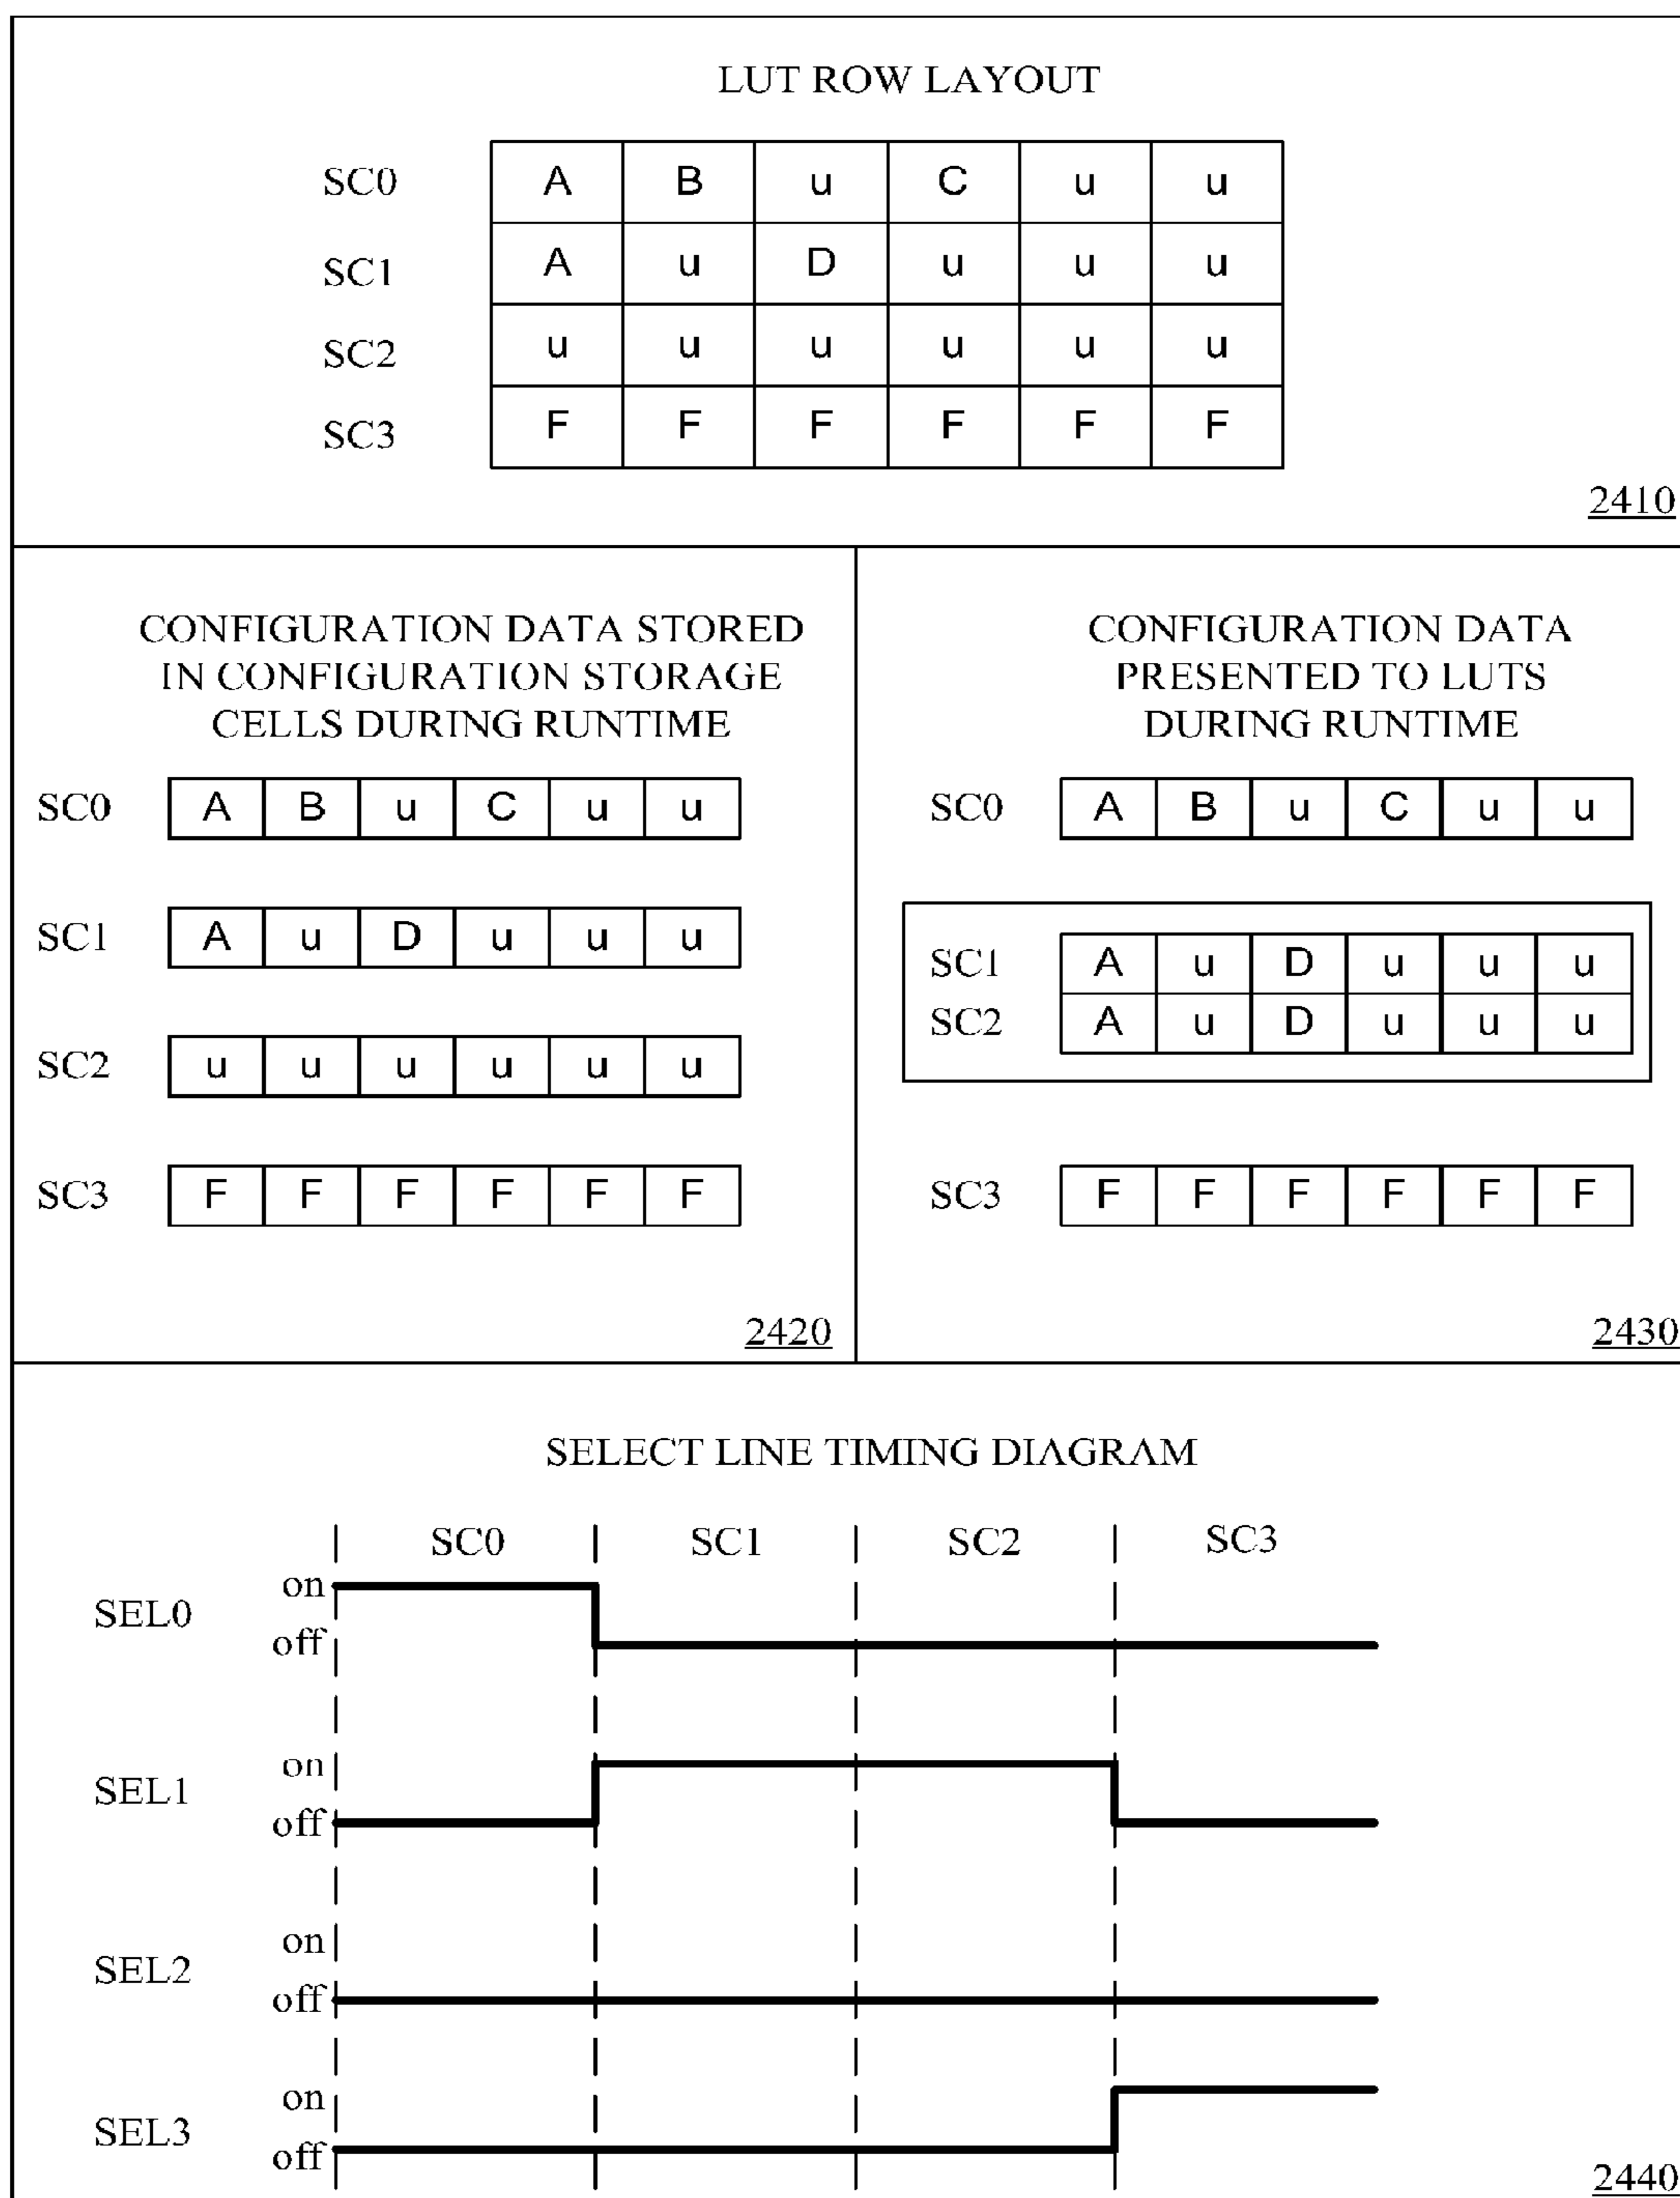 LUT ROW LAYOUT
SC0 A B u C u u
SC1 A u D u u u
SC2 u u u u u u
SC3 F F F F F F
2410
CONFIGURATION DATA STORED
IN CONFIGURATION STORAGE
CELLS DURING RUNTIME
SC0 A B u C u u
SC1 A u D u u u
SC2 u u u u u u
SC3 F F F F F F
2420
CONFIGURATION DATA
PRESENTED TO LUTS
DURING RUNTIME
SC0 A B u C u u
SC1 A u D u u u
SC2 A u D u u u
SC3 F F F F F F
2430
SELECT LINE TIMING DIAGRAM
SC0 SC1 SC2 SC3
on
SEL0
off
on
SEL1
off
on
SEL2
off
on
SEL3
off
2440